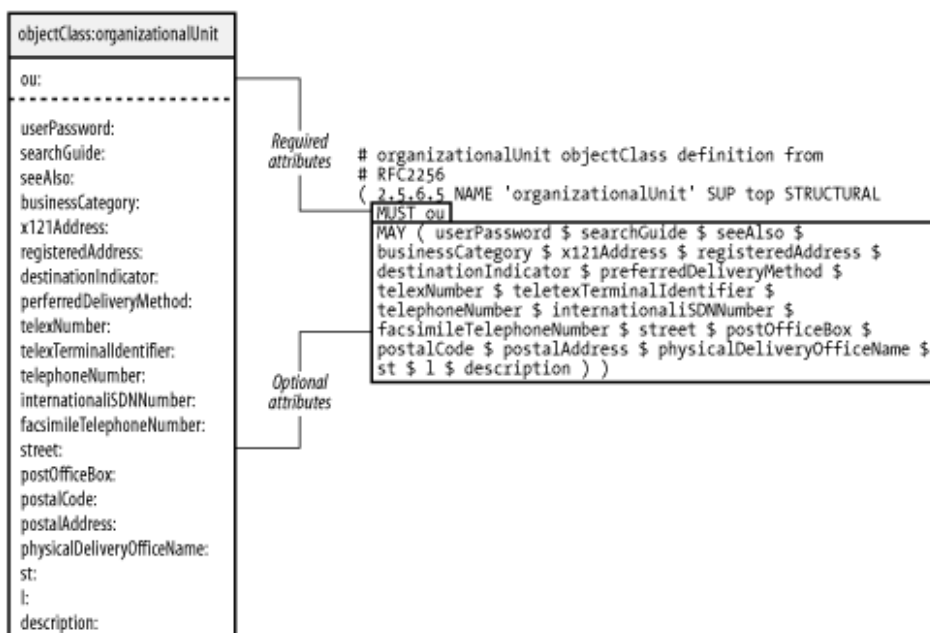 objectClass:organizationalUnit
ou:
userPassword:
searchGuide:
seeAlso:
businessCategory:
x121Address:
registeredAddress:
destinationIndicator:
perferredDeliveryMethod:
telexNumber:
telexTerminalIdentifier:
telephoneNumber:
internationaliSDNNumber:
facsimileTelephoneNumber:
street:
postOfficeBox:
postalCode:
postalAddress:
physicalDeliveryOfficeName:
st:
l:
description:
Required
attributes
Optional
attributes
# organizationalUnit objectClass definition from
# RFC2256
( 2.5.6.5 NAME 'organizationalUnit' SUP top STRUCTURAL
MUST ou
MAY ( userPassword $ searchGuide $ seeAlso $
businessCategory $ x121Address $ registeredAddress $
destinationIndicator $ preferredDeliveryMethod $
telexNumber $ teletexTerminalIdentifier $
telephoneNumber $ internationaliSDNNumber $
facsimileTelephoneNumber $ street $ postOfficeBox $
postalCode $ postalAddress $ physicalDeliveryOfficeName $
st $ l $ description ) )